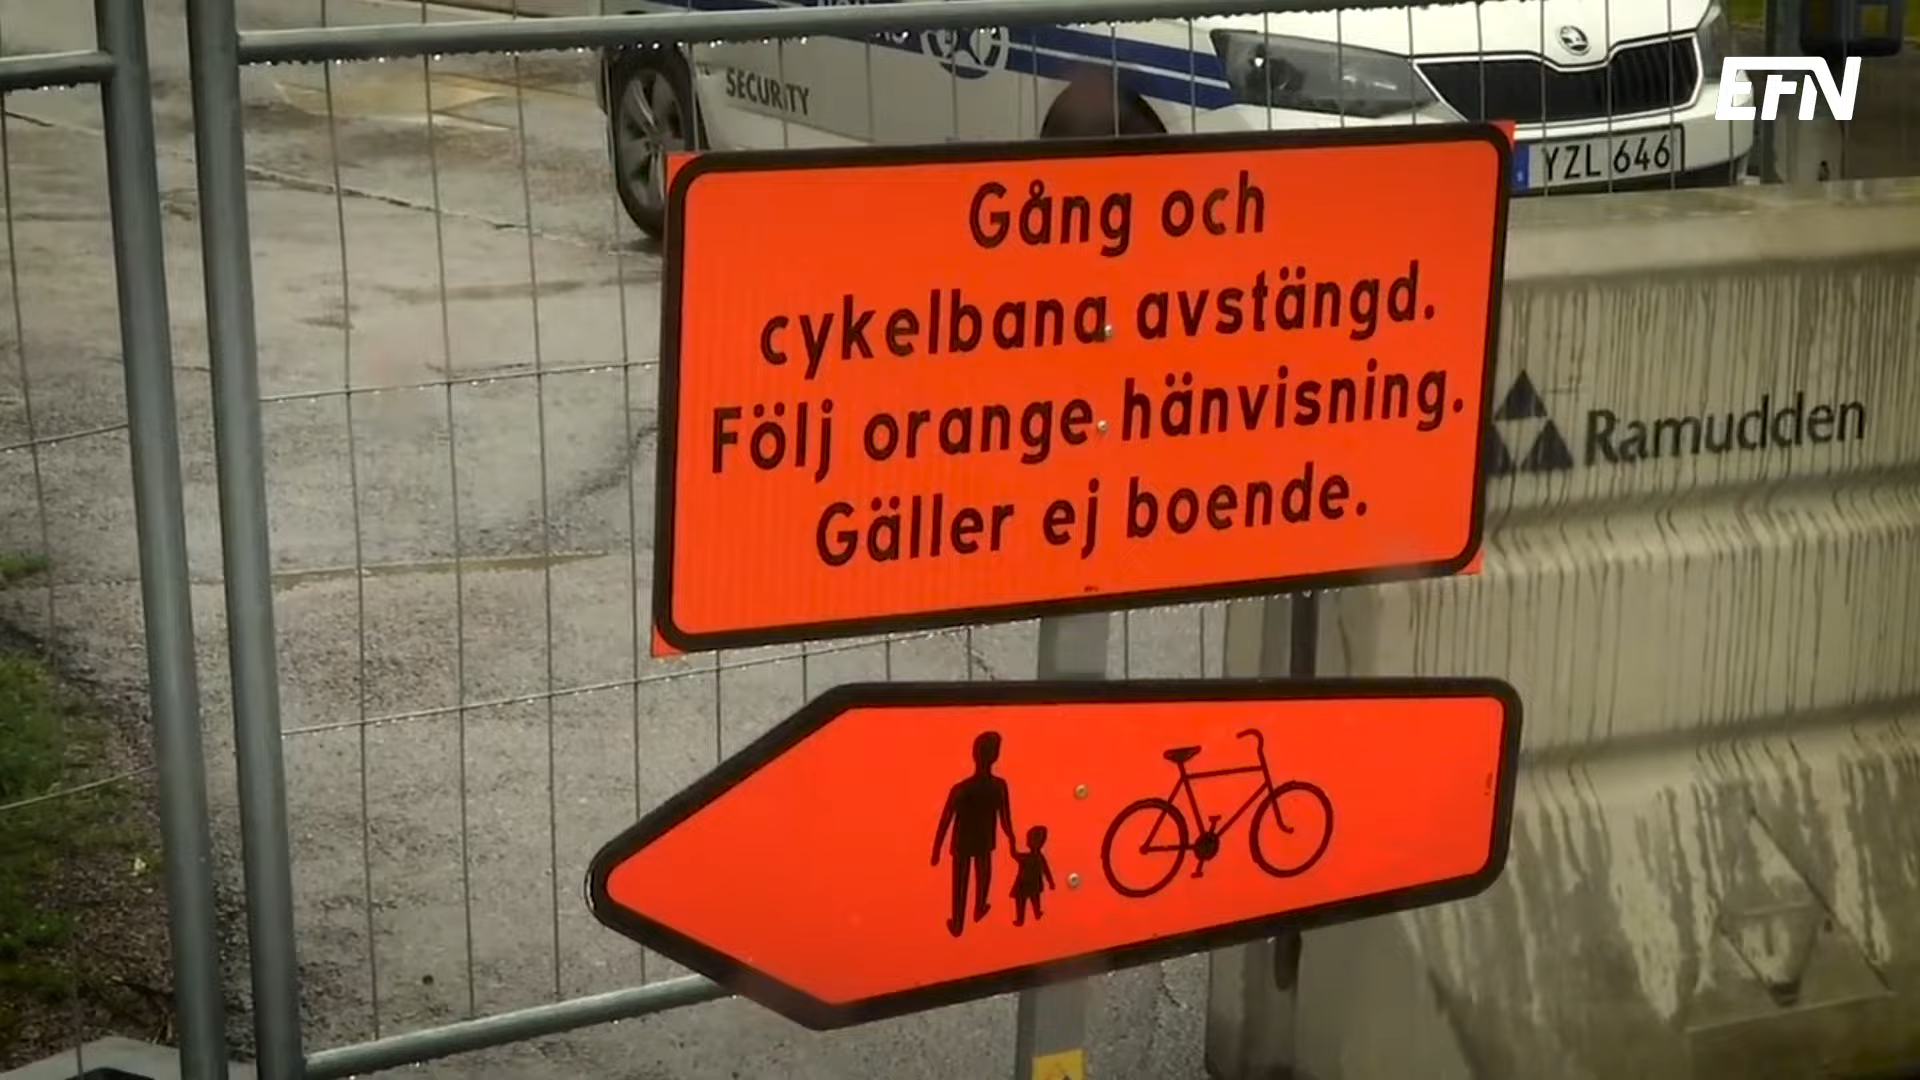 SECURITY
EFN
YZL 646
Gång och
cykelbana avstängd.
Följ orange hänvisning.
Gäller ej boende.
Ramudden